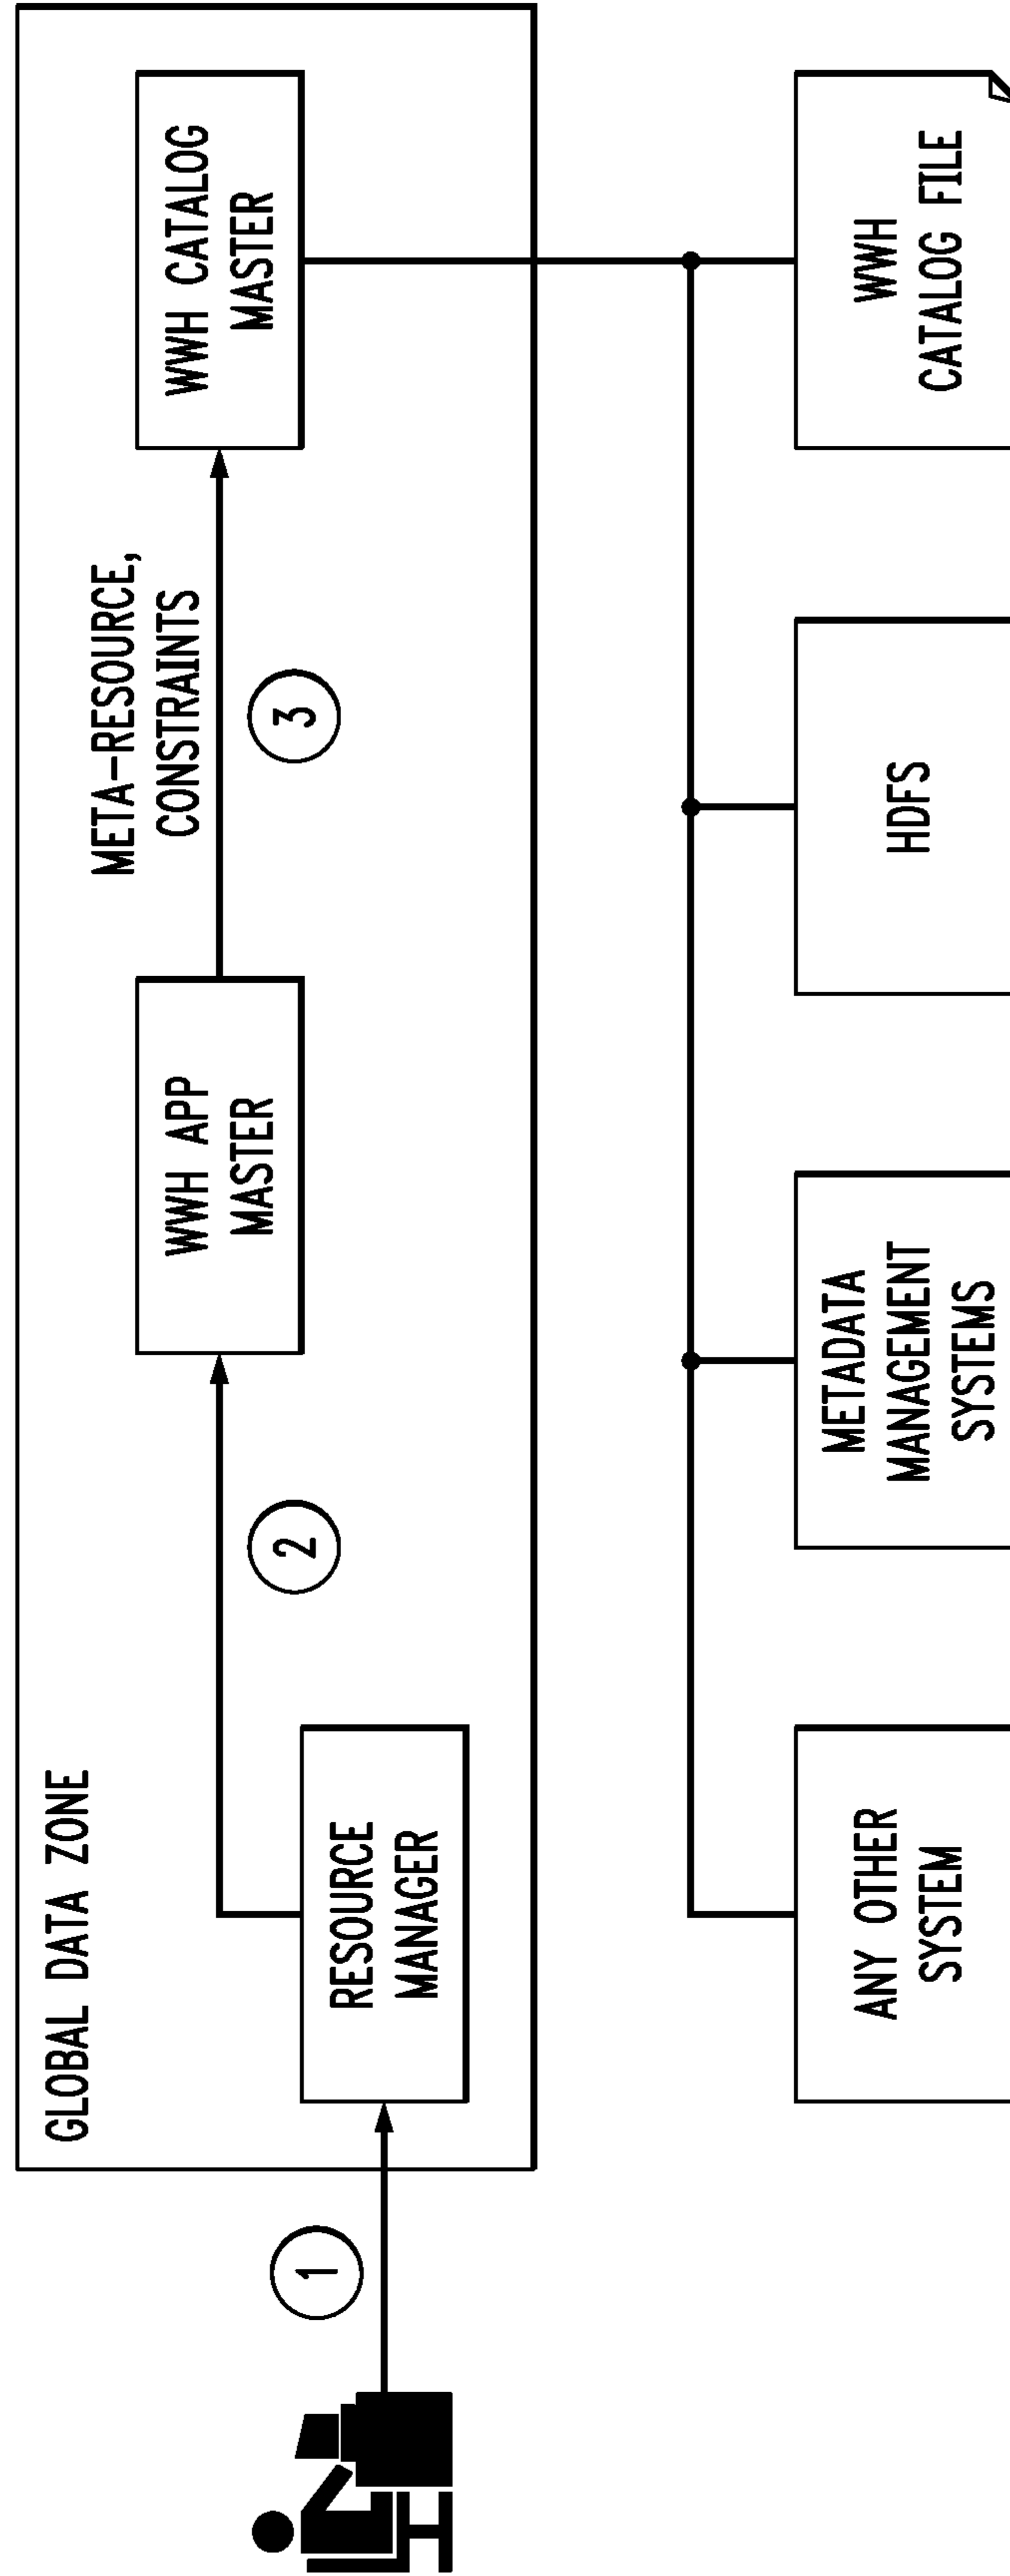 GLOBAL DATA ZONE
1
RESOURCE
MANAGER
2
WWH APP
MASTER
META-RESOURCE,
CONSTRAINTS
3
WWH CATALOG
MASTER
ANY OTHER
SYSTEM
METADATA
MANAGEMENT
SYSTEMS
HDFS
WWH
CATALOG FILE